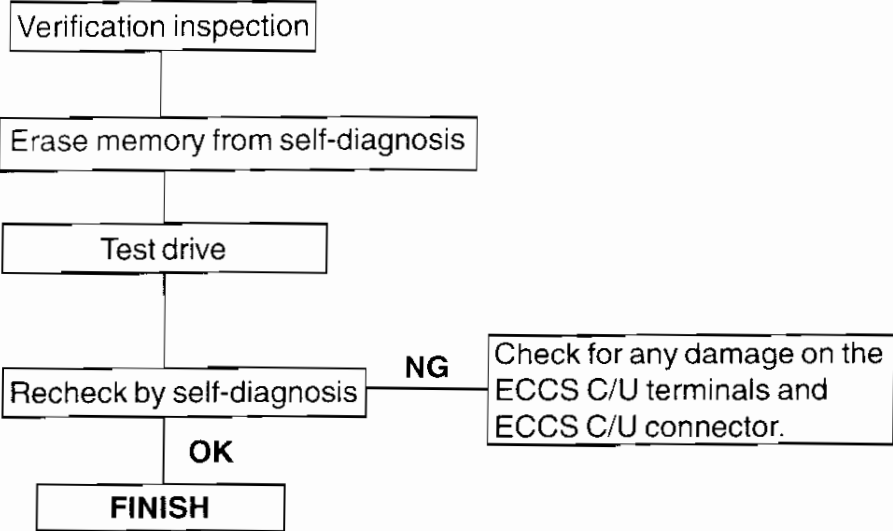 Verification inspection
Erase memory from self-diagnosis
Test drive
Recheck by self-diagnosis
NG
Check for any damage on the
ECCS C/U terminals and
ECCS C/U connector.
OK
FINISH